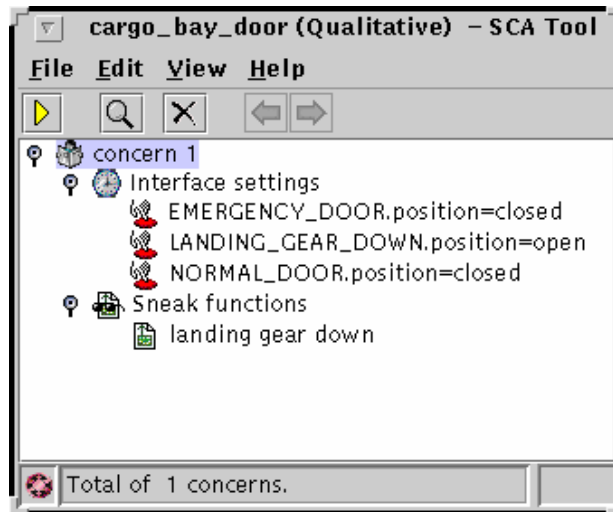 cargo_bay_door (Qualitative) – SCA Tool
File Edit View Help
concern 1
Interface settings
EMERGENCY_DOOR.position=closed
LANDING_GEAR_DOWN.position=open
NORMAL_DOOR.position=closed
Sneak functions
landing gear down
Total of 1 concerns.